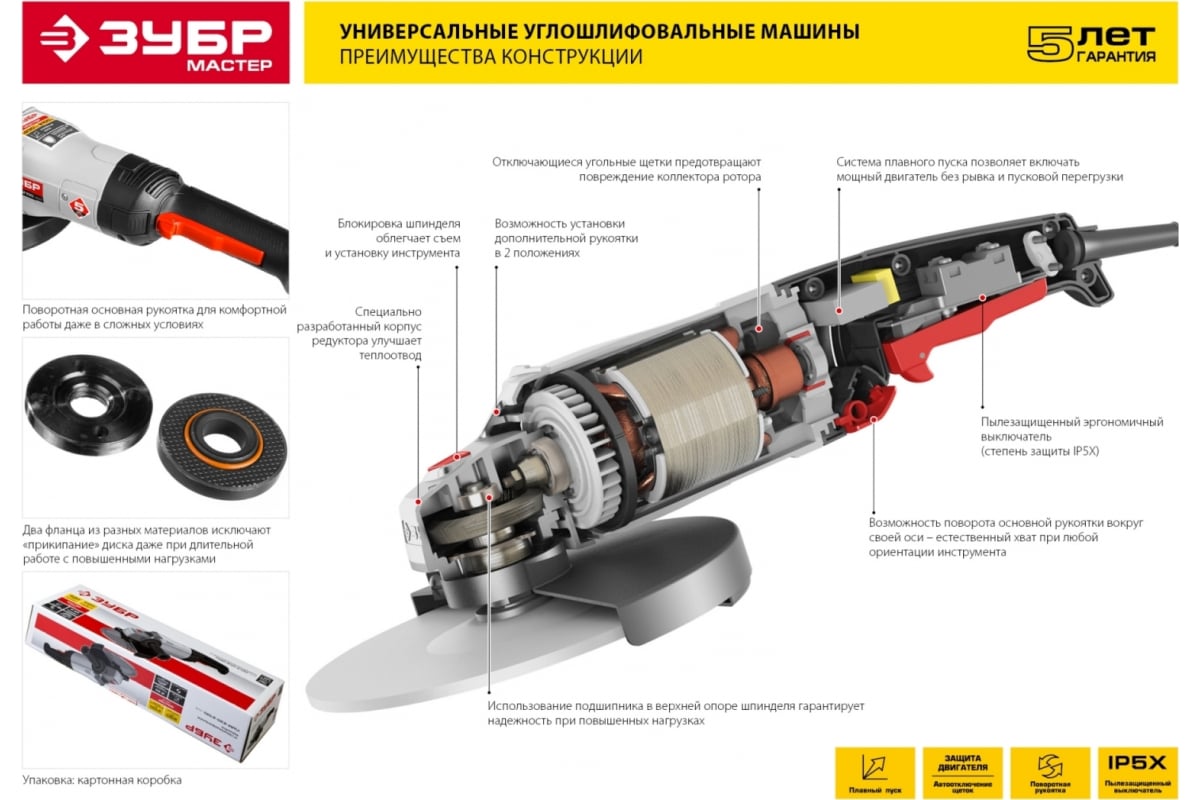 ЗУБР
МАСТЕР
УНИВЕРСАЛЬНЫЕ УГЛОШЛИФОВАЛЬНЫЕ МАШИНЫ
ПРЕИМУЩЕСТВА КОНСТРУКЦИИ
5 ЛЕТ
ГАРАНТИЯ
ЗУБР
5
Поворотная основная рукоятка для комфортной
работы даже в сложных условиях
Два фланца из разных материалов исключают
«прикипание» диска даже при длительной
работе с повышенными нагрузками
ЗУБР
ЗУБР
Упаковка: картонная коробка
Отключающиеся угольные щетки предотвращают
повреждение коллектора ротора
Система плавного пуска позволяет включать
мощный двигатель без рывка и пусковой перегрузки
Блокировка шпинделя
облегчает съем
и установку инструмента
Возможность установки
дополнительной рукоятки
в 2 положениях
Специально
разработанный корпус
редуктора улучшает
теплоотвод
Пылезащищенный эргономичный
выключатель
(степень защиты IP5X)
Возможность поворота основной рукоятки вокруг
своей оси – естественный хват при любой
ориентации инструмента
Использование подшипника в верхней опоре шпинделя гарантирует
надежность при повышенных нагрузках
Плавный пуск
ЗАЩИТА
ДВИГАТЕЛЯ
Автоотключение
щеток
Поворотная
рукоятка
IP5X
Пылезащищенный
выключатель